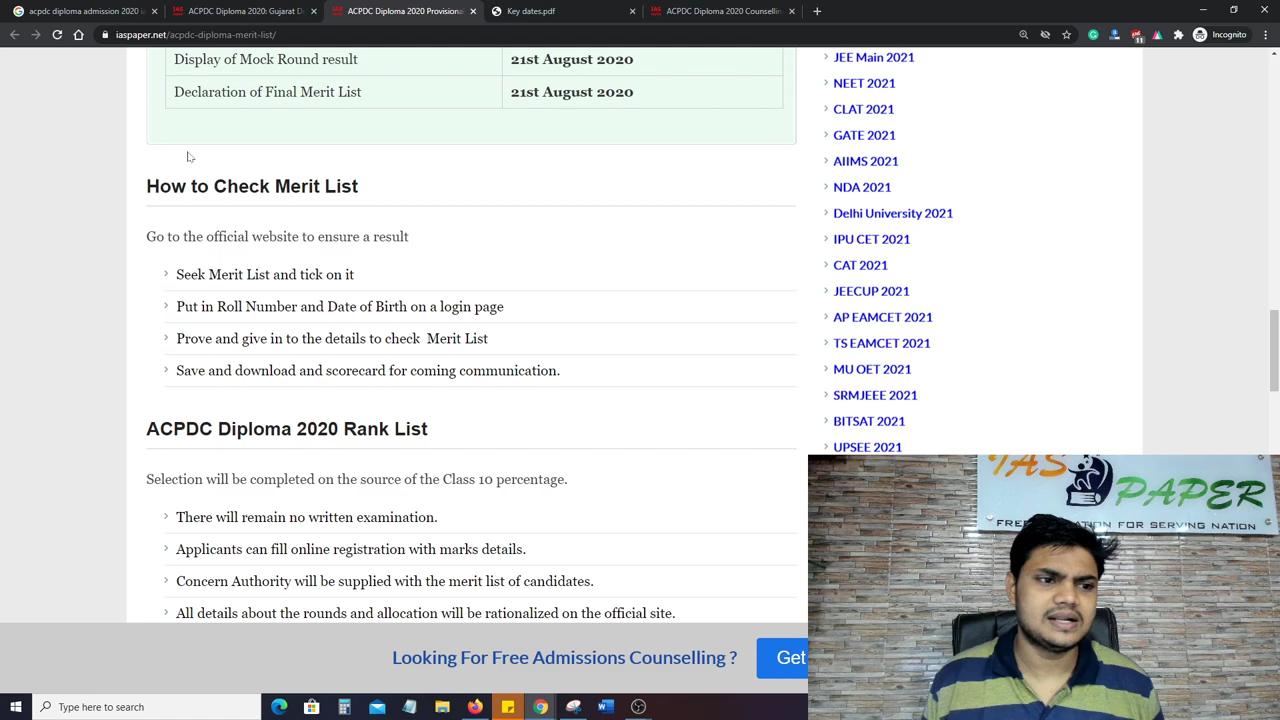 ACPDC diploma 2020 admission i
ACPDC Diploma 2020: Gujarat D
ACPDC Diploma 2020 Provisiona
Key dates.pdf
ACPDC Diploma 2020 Counsellin
iaspaper.net/acpdc-diploma-merit-list/
11
Incognito
Display of Mock Round result 21st August 2020
Declaration of Final Merit List 21st August 2020
How to Check Merit List
Go to the official website to ensure a result
Seek Merit List and tick on it
Put in Roll Number and Date of Birth on a login page
Prove and give in to the details to check Merit List
Save and download and scorecard for coming communication.
ACPDC Diploma 2020 Rank List
Selection will be completed on the source of the Class 10 percentage.
There will remain no written examination.
Applicants can fill online registration with marks details.
Concern Authority will be supplied with the merit list of candidates.
All details about the rounds and allocation will be rationalized on the official site.
JEE Main 2021
NEET 2021
CLAT 2021
GATE 2021
AIIMS 2021
NDA 2021
Delhi University 2021
IPU CET 2021
CAT 2021
JEECUP 2021
AP EAMCET 2021
TS EAMCET 2021
MU OET 2021
SRMJEEE 2021
BITSAT 2021
UPSEE 2021
IAS
PAPER
FOR SERVING NATION
Looking For Free Admissions Counselling ?
Get
Type here to search